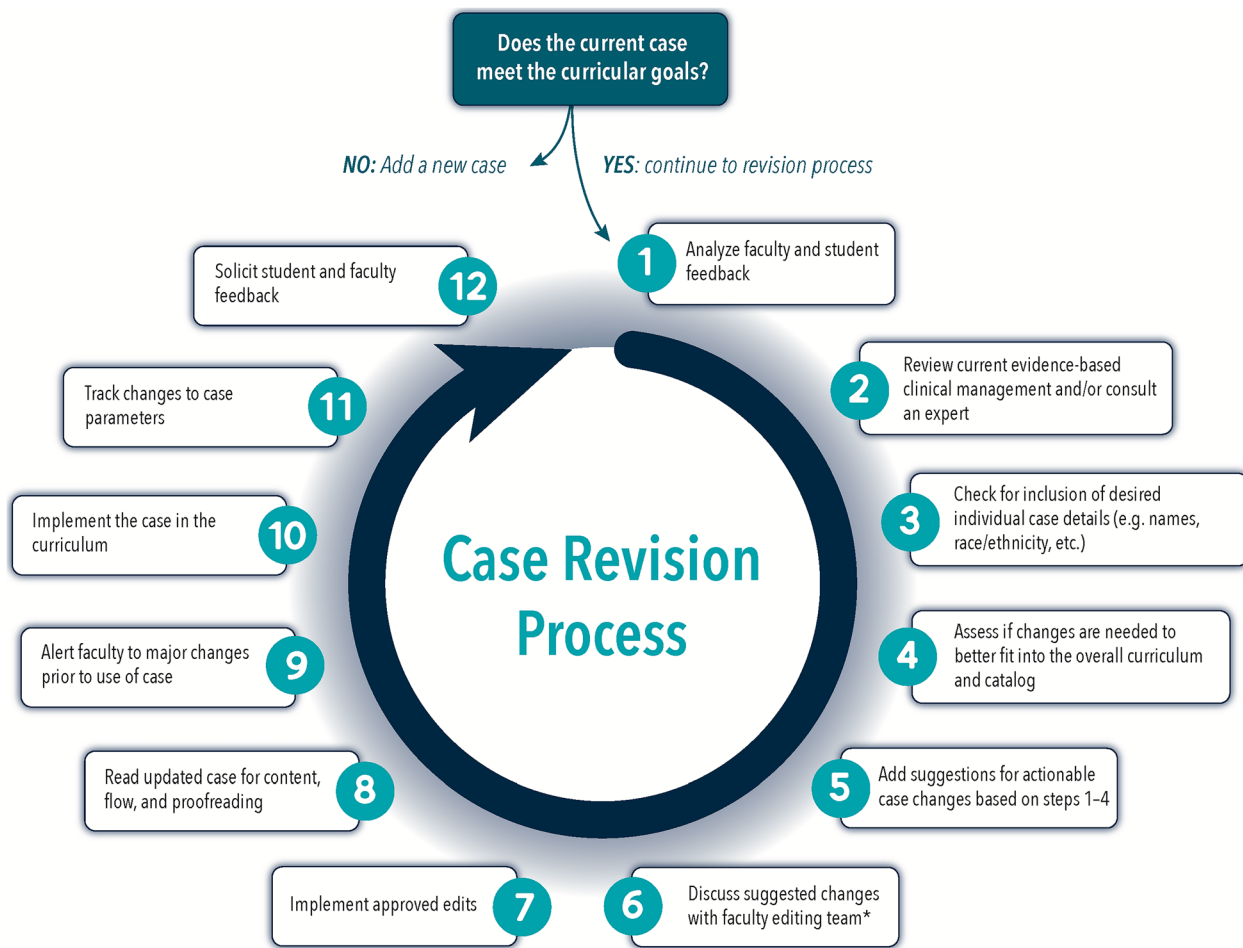 Does the current case
meet the curricular goals?
NO: Add a new case
YES: continue to revision process
1
Analyze faculty and student
feedback
2
Review current evidence-based
clinical management and/or consult
an expert
3
Check for inclusion of desired
individual case details (e.g. names,
race/ethnicity, etc.)
4
Assess if changes are needed to
better fit into the overall curriculum
and catalog
5
Add suggestions for actionable
case changes based on steps 1–4
6
Discuss suggested changes
with faculty editing team*
7
Implement approved edits
8
Read updated case for content,
flow, and proofreading
9
Alert faculty to major changes
prior to use of case
10
Implement the case in the
curriculum
11
Track changes to case
parameters
12
Solicit student and faculty
feedback
Case Revision
Process